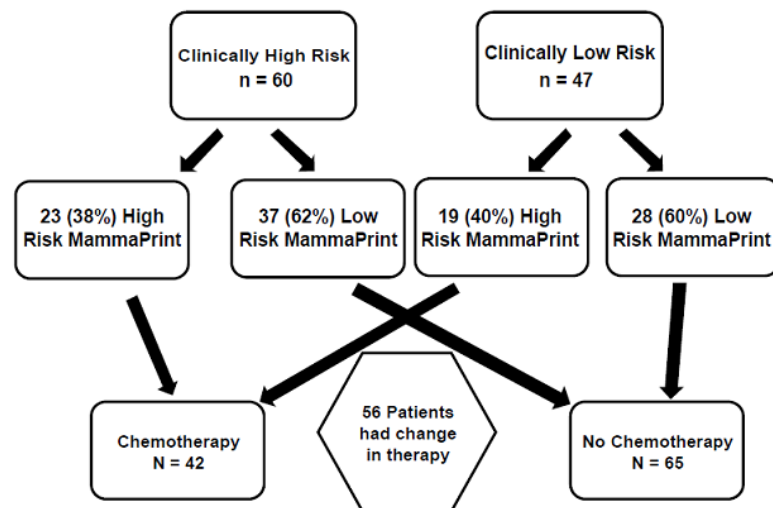 Clinically High Risk
n = 60
Clinically Low Risk
n = 47
23 (38%) High
Risk MammaPrint
37 (62%) Low
Risk MammaPrint
19 (40%) High
Risk MammaPrint
28 (60%) Low
Risk MammaPrint
Chemotherapy
N = 42
56 Patients
had change
in therapy
No Chemotherapy
N = 65